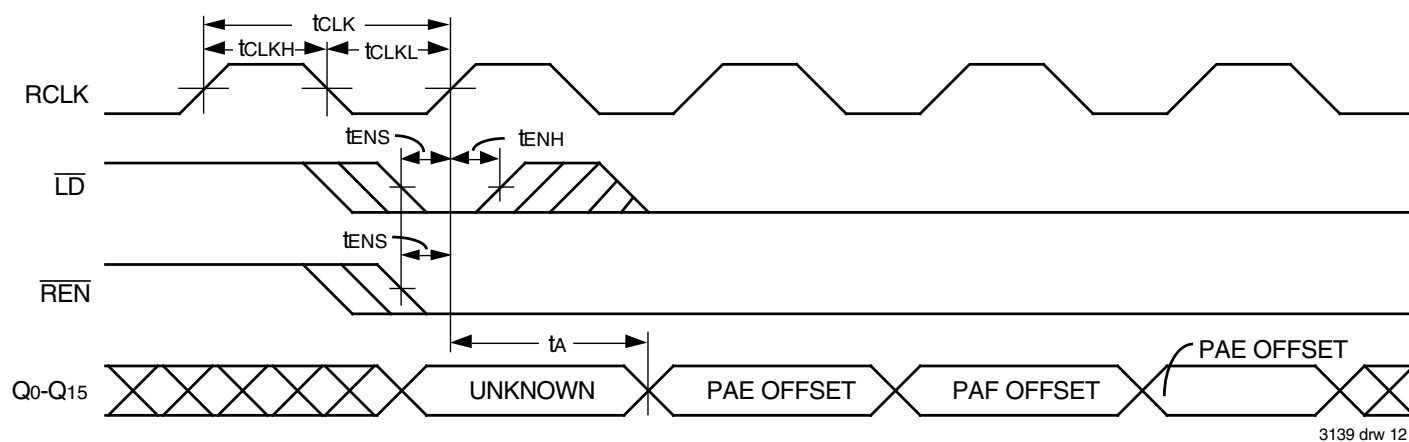 tCLK
tCLKH
tCLKL
RCLK
tENS
tENH
LD
tENS
REN
tA
PAE OFFSET
Q0-Q15
UNKNOWN
PAE OFFSET
PAF OFFSET
3139 drw 12